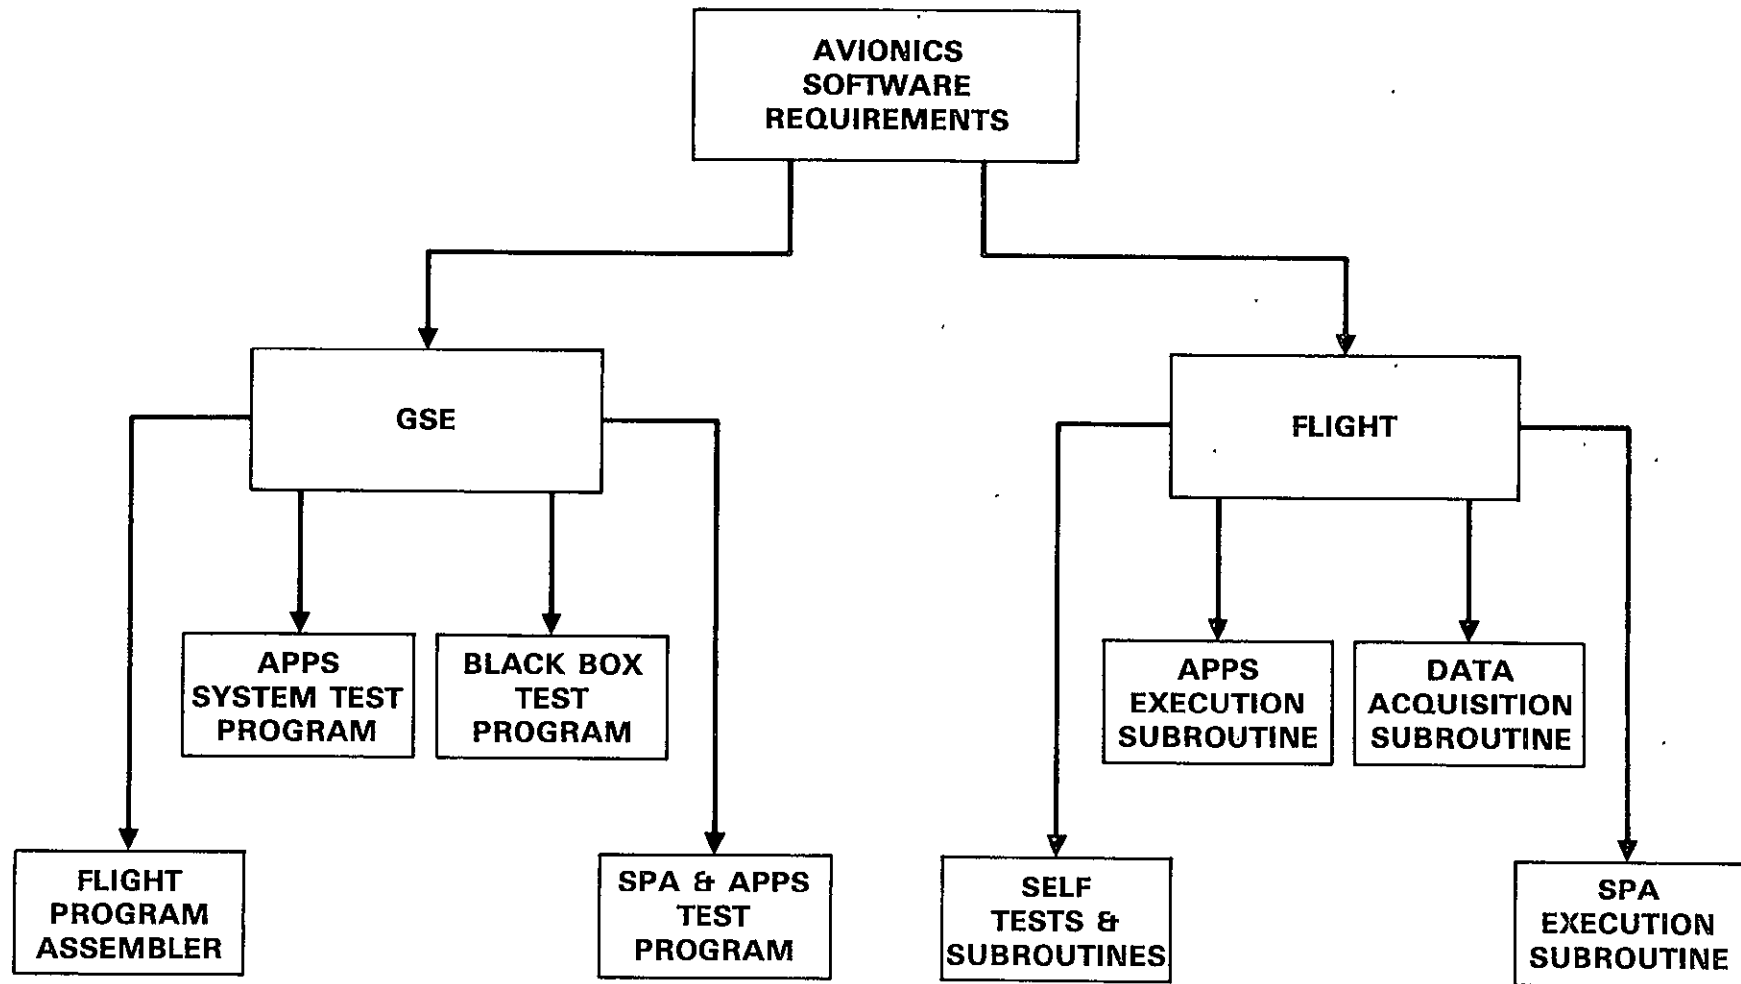 AVIONICS
SOFTWARE
REQUIREMENTS
GSE
FLIGHT
APPS
SYSTEM TEST
PROGRAM
BLACK BOX
TEST
PROGRAM
APPS
EXECUTION
SUBROUTINE
DATA
ACQUISITION
SUBROUTINE
FLIGHT
PROGRAM
ASSEMBLER
SPA & APPS
TEST
PROGRAM
SELF
TESTS &
SUBROUTINES
SPA
EXECUTION
SUBROUTINE